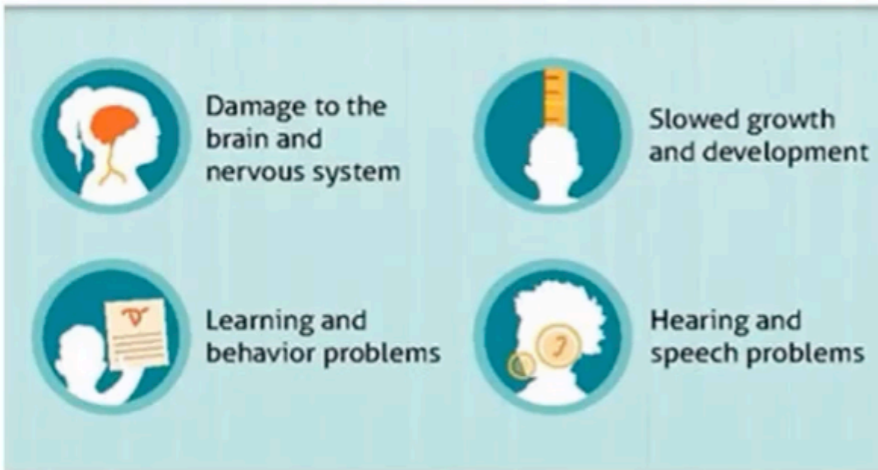 Damage to the
brain and
nervous system
Slowed growth
and development
Learning and
behavior problems
Hearing and
speech problems